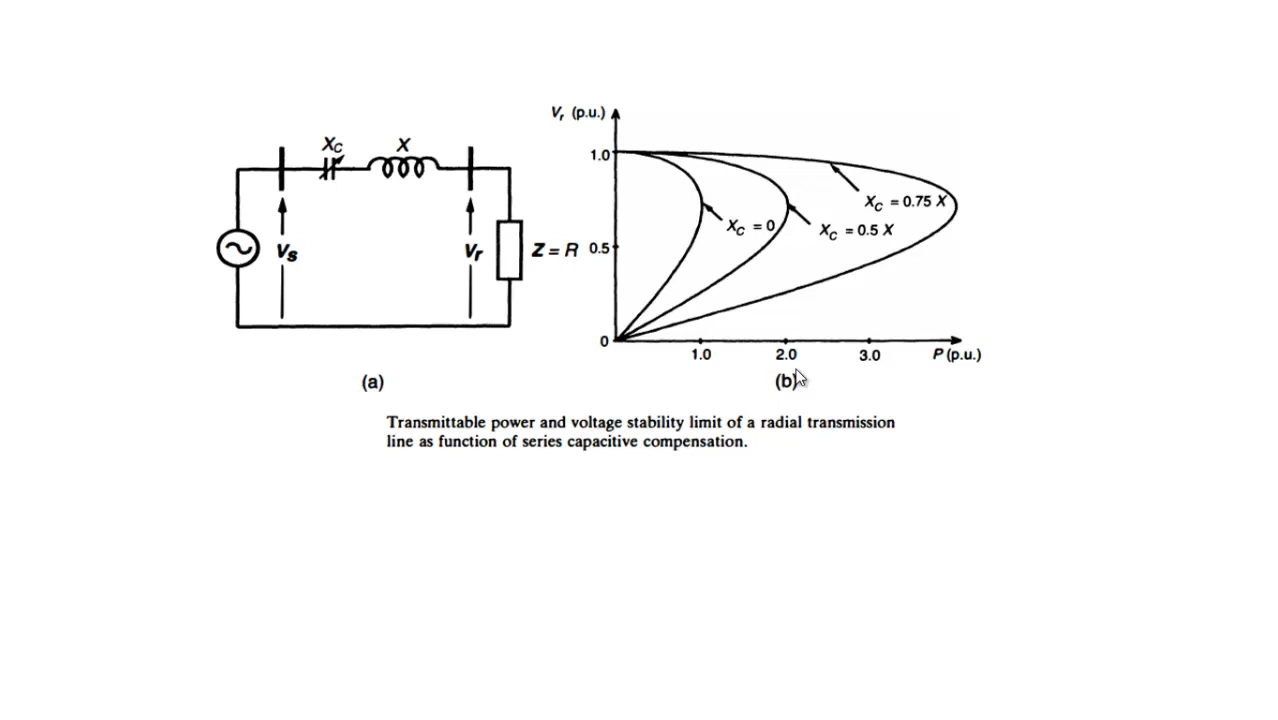 X_C X
V_s V_r Z = R
(a)
V_r (p.u.)
1.0
0.5
0
X_C = 0.75 X
X_C = 0
X_C = 0.5 X
1.0 2.0 3.0 P (p.u.)
(b)
Transmittable power and voltage stability limit of a radial transmission
line as function of series capacitive compensation.